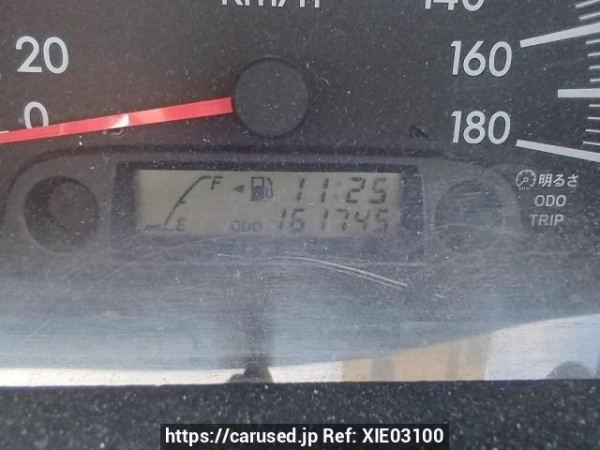 km/h
140
20
160
0
180
F 11:25
E ODO 161745
明るさ
ODO
TRIP
https://carused.jp Ref: XIE03100